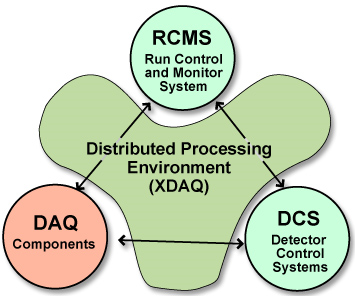 RCMS
Run Control
and Monitor
System
Distributed Processing
Environment
(XDAQ)
DAQ
Components
DCS
Detector
Control
Systems